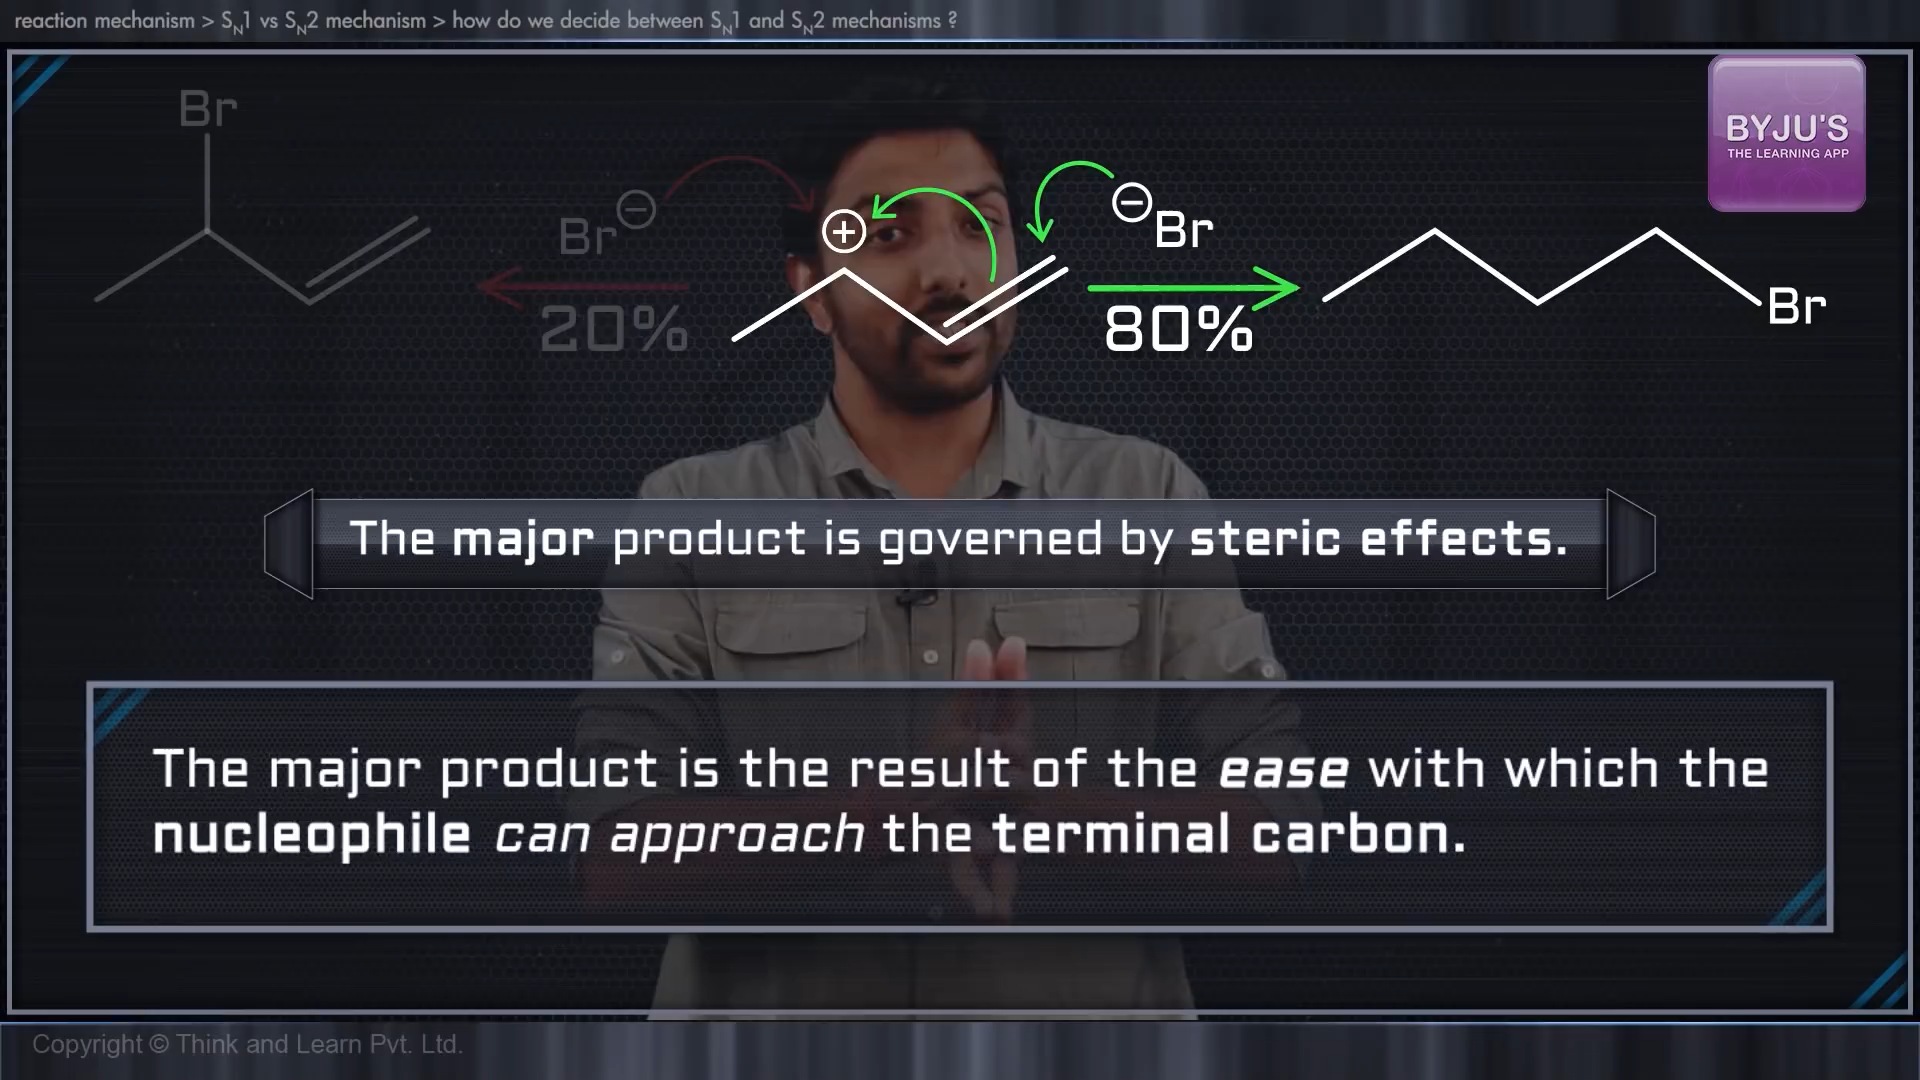 reaction mechanism > SN1 vs SN2 mechanism > how do we decide between SN1 and SN2 mechanisms ?
BYJU'S
THE LEARNING APP
Br
Br⊖
20%
⊕
⊖Br
80%
Br
The major product is governed by steric effects.
The major product is the result of the ease with which the
nucleophile can approach the terminal carbon.
Copyright © Think and Learn Pvt. Ltd.